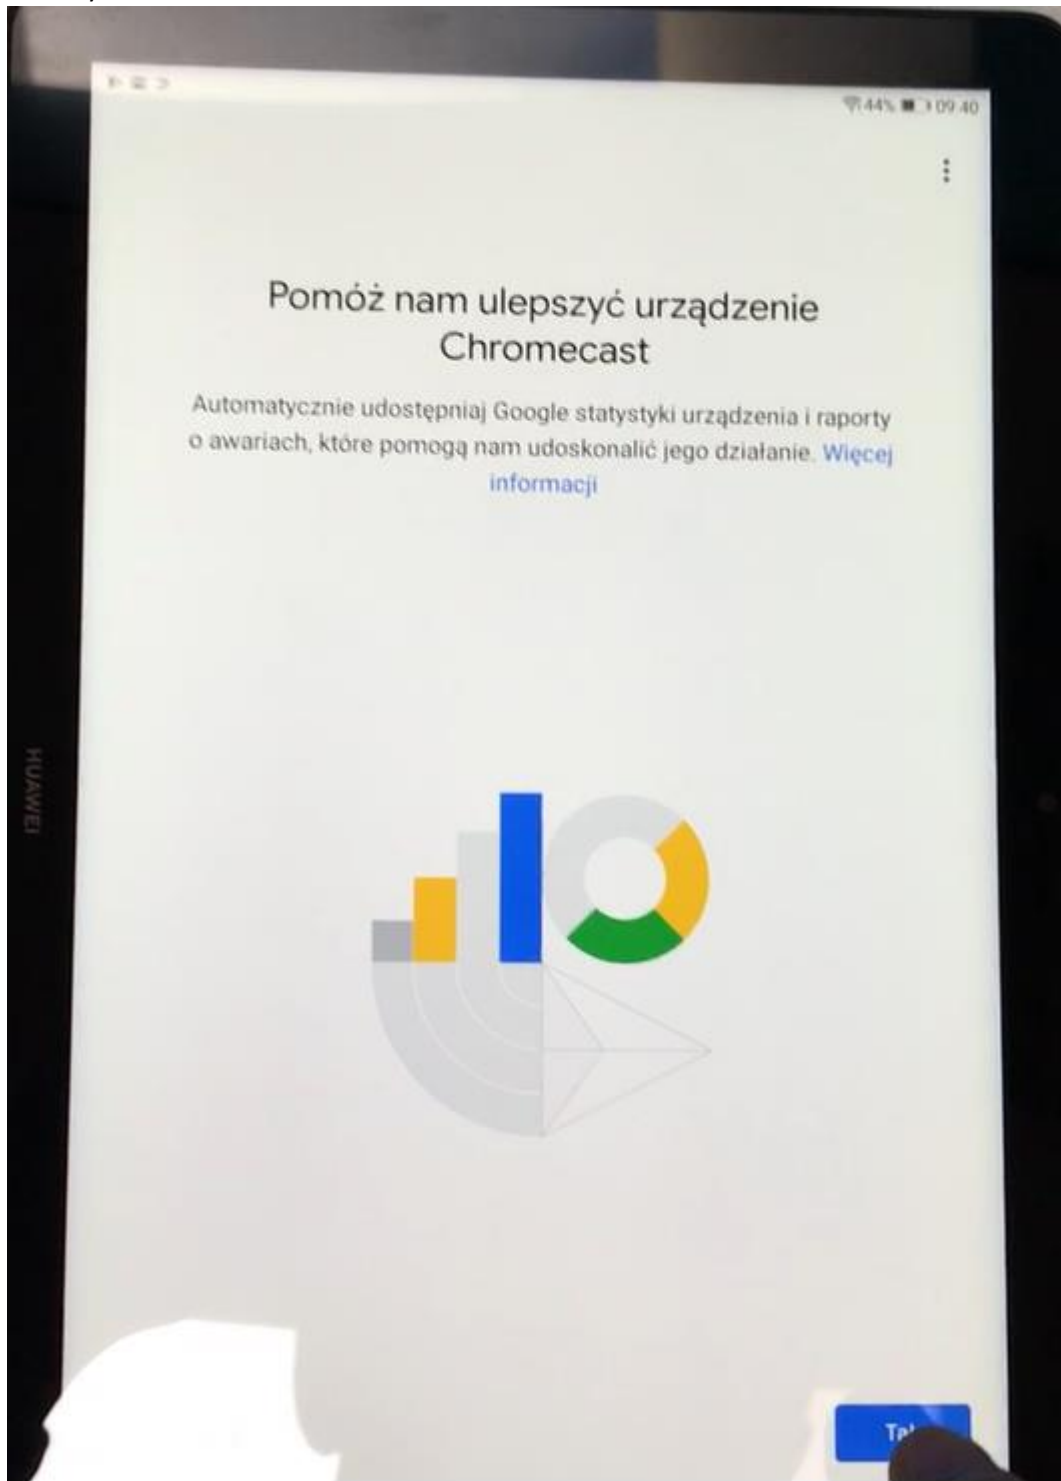 44% 09:40
Pomóż nam ulepszyć urządzenie
Chromecast
Automatycznie udostępniaj Google statystyki urządzenia i raporty
o awariach, które pomogą nam udoskonalić jego działanie. Więcej
informacji
HUAWEI